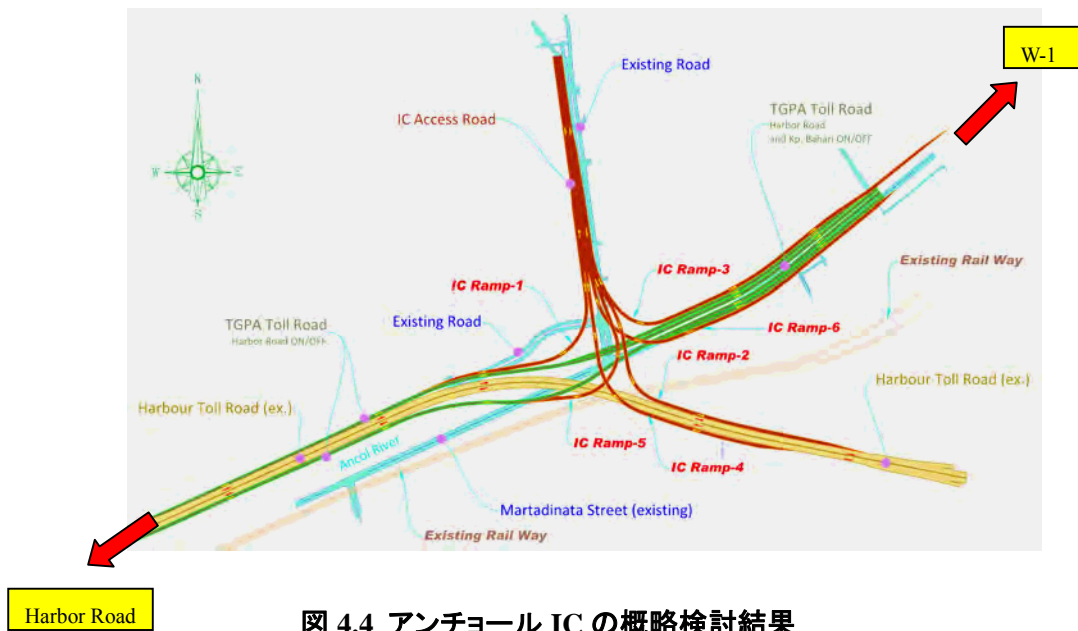 W-1
Existing Road
N
W
E
S
IC Access Road
TGPA Toll Road
Harbor Road
and Kp. Bahari ON/OFF
Existing Rail Way
IC Ramp-3
IC Ramp-1
Existing Road
TGPA Toll Road
Harbor Road ON/OFF
IC Ramp-6
IC Ramp-2
Harbour Toll Road (ex.)
Harbour Toll Road (ex.)
IC Ramp-5
Ancol River
IC Ramp-4
Martadinata Street (existing)
Existing Rail Way
Harbor Road
図 4.4 アンチョール IC の概略検討結果